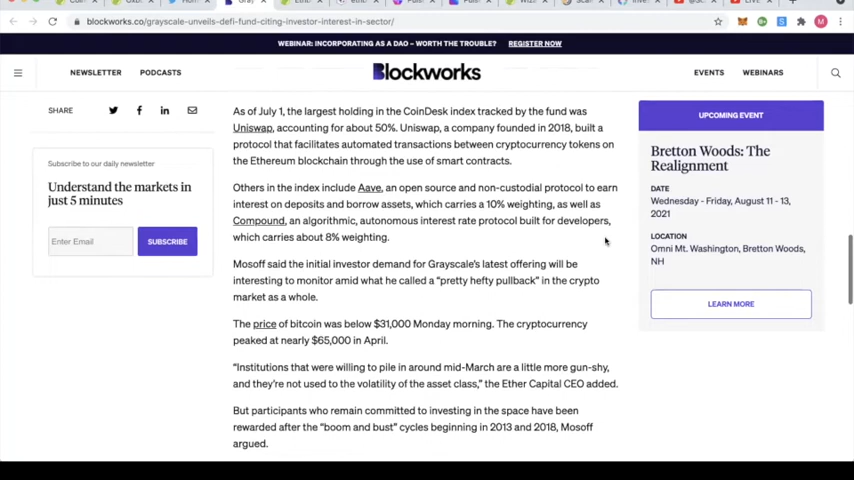 blockworks.co/grayscale-unveils-defi-fund-citing-investor-interest-in-sector/
WEBINAR: INCORPORATING AS A DAO – WORTH THE TROUBLE? REGISTER NOW
NEWSLETTER PODCASTS Blockworks EVENTS WEBINARS
SHARE
Subscribe to our daily newsletter
Understand the markets in
just 5 minutes
Enter Email SUBSCRIBE
As of July 1, the largest holding in the CoinDesk index tracked by the fund was
Uniswap, accounting for about 50%. Uniswap, a company founded in 2018, built a
protocol that facilitates automated transactions between cryptocurrency tokens on
the Ethereum blockchain through the use of smart contracts.
Others in the index include Aave, an open source and non-custodial protocol to earn
interest on deposits and borrow assets, which carries a 10% weighting, as well as
Compound, an algorithmic, autonomous interest rate protocol built for developers,
which carries about 8% weighting.
Mosoff said the initial investor demand for Grayscale's latest offering will be
interesting to monitor amid what he called a “pretty hefty pullback” in the crypto
market as a whole.
The price of bitcoin was below $31,000 Monday morning. The cryptocurrency
peaked at nearly $65,000 in April.
“Institutions that were willing to pile in around mid-March are a little more gun-shy,
and they're not used to the volatility of the asset class,” the Ether Capital CEO added.
But participants who remain committed to investing in the space have been
rewarded after the “boom and bust” cycles beginning in 2013 and 2018, Mosoff
argued.
UPCOMING EVENT
Bretton Woods: The
Realignment
DATE
Wednesday - Friday, August 11 - 13,
2021
LOCATION
Omni Mt. Washington, Bretton Woods,
NH
LEARN MORE